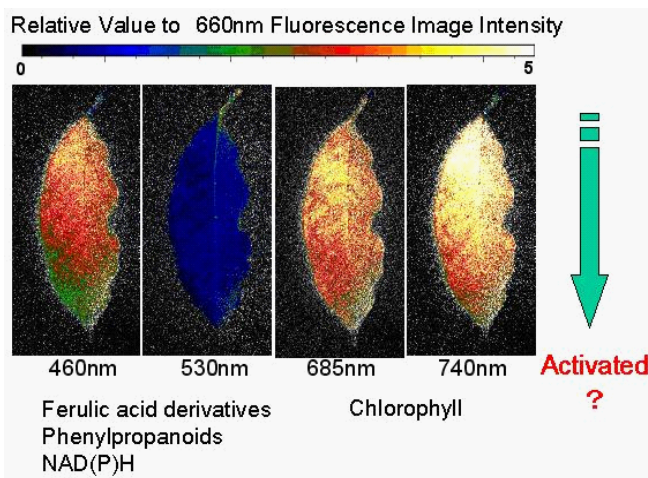 Relative Value to 660nm Fluorescence Image Intensity
0 5
460nm 530nm 685nm 740nm
Activated
?
Ferulic acid derivatives
Phenylpropanoids
NAD(P)H
Chlorophyll